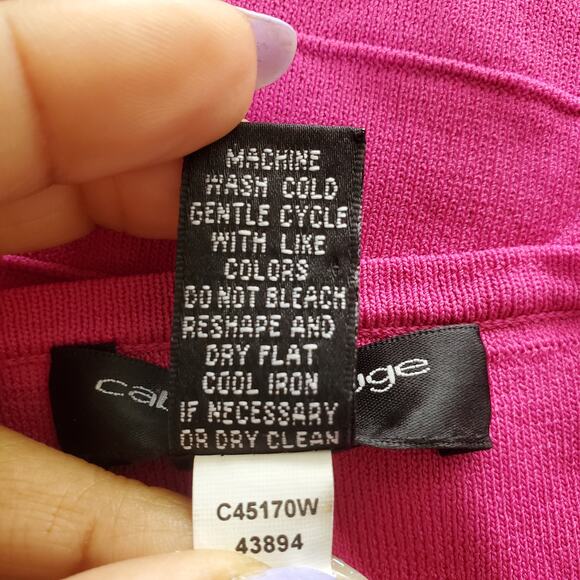 MACHINE
WASH COLD
GENTLE CYCLE
WITH LIKE
COLORS
DO NOT BLEACH
RESHAPE AND
DRY FLAT
COOL IRON
IF NECESSARY
OR DRY CLEAN
C45170W
43894